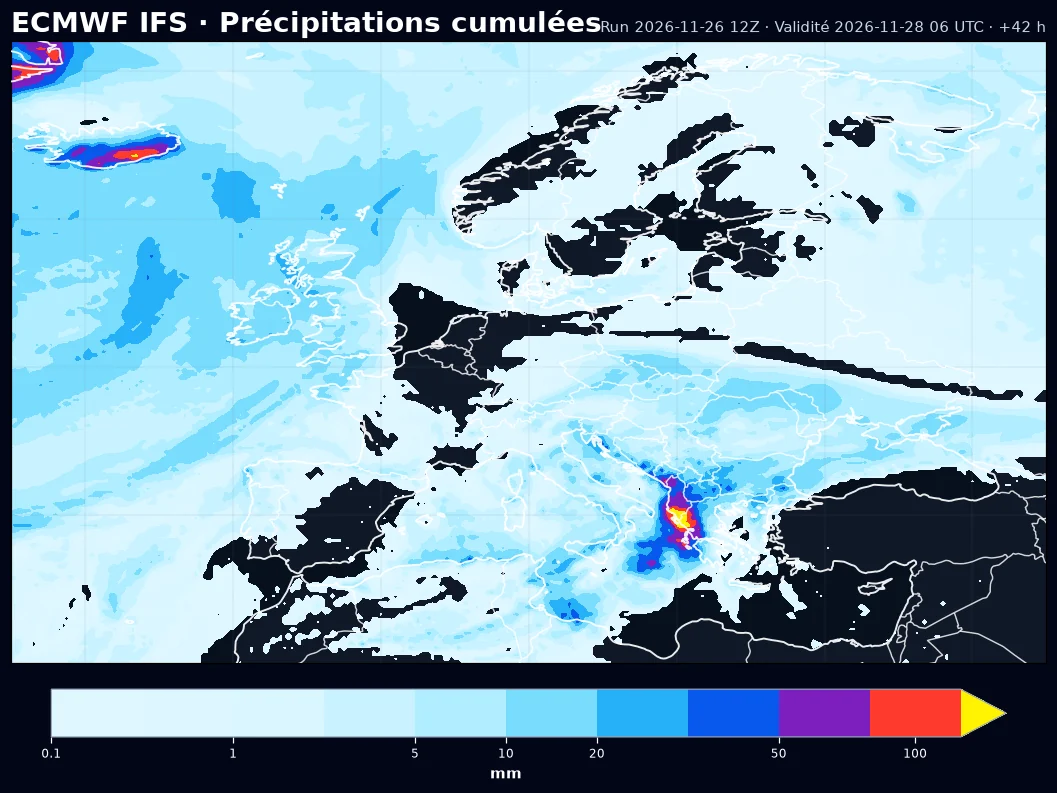 ECMWF IFS · Précipitations cumulées
Run 2026-11-26 12Z · Validité 2026-11-28 06 UTC · +42 h
0.1 1 5 10 20 50 100
mm